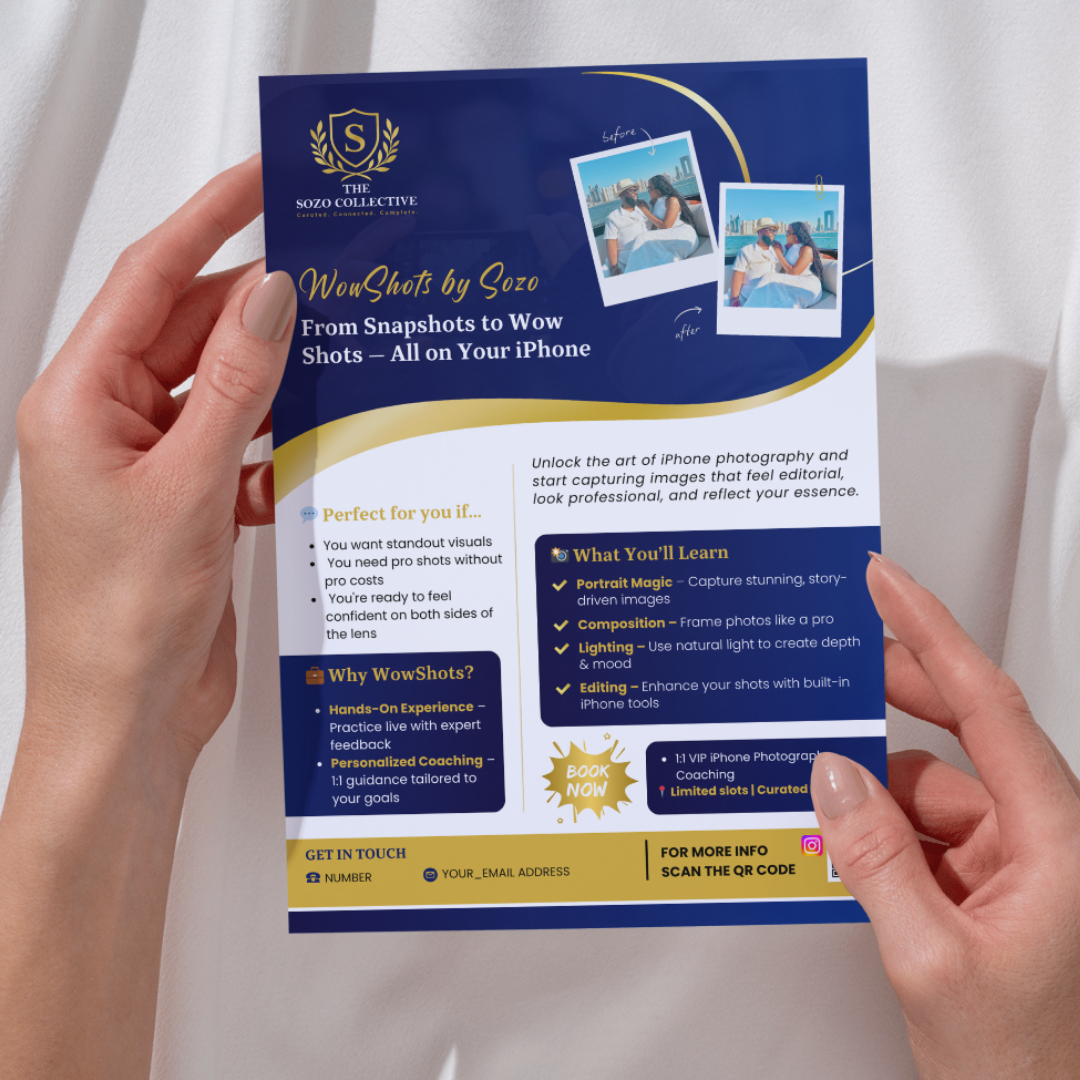 S
THE
SOZO COLLECTIVE
Curated. Connected. Complete.
before
after
WowShots by Sozo
From Snapshots to Wow
Shots – All on Your iPhone
Unlock the art of iPhone photography and
start capturing images that feel editorial,
look professional, and reflect your essence.
Perfect for you if...
• You want standout visuals
• You need pro shots without
pro costs
• You're ready to feel
confident on both sides of
the lens
Why WowShots?
• Hands-On Experience –
Practice live with expert
feedback
• Personalized Coaching –
1:1 guidance tailored to
your goals
What You'll Learn
Portrait Magic – Capture stunning, story-
driven images
Composition – Frame photos like a pro
Lighting – Use natural light to create depth
& mood
Editing – Enhance your shots with built-in
iPhone tools
BOOK
NOW
• 1:1 VIP iPhone
Coaching
Limited slots | Curated
GET IN TOUCH
NUMBER
YOUR_EMAIL ADDRESS
FOR MORE INFO
SCAN THE QR CODE